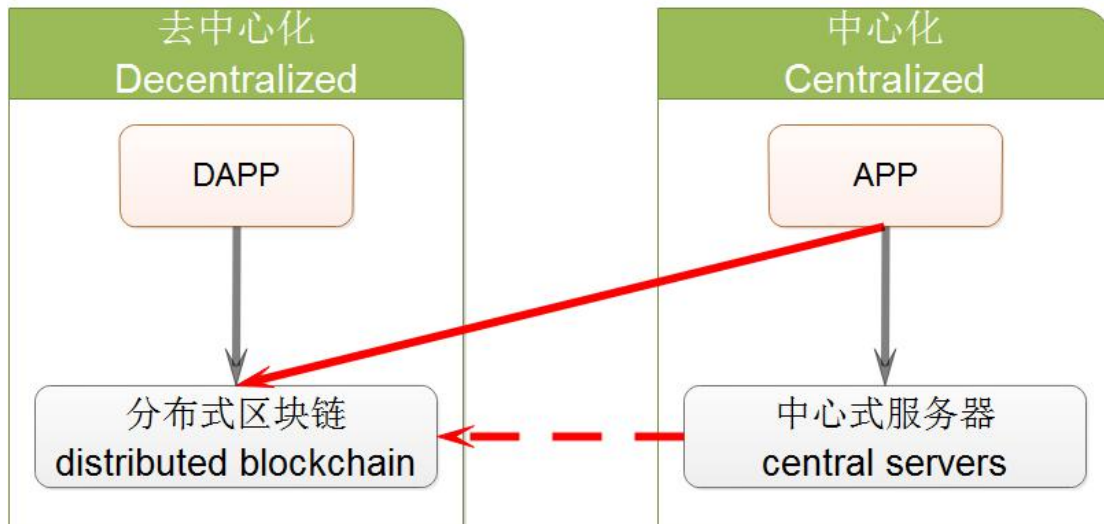 去中心化
Decentralized
中心化
Centralized
DAPP
APP
分布式区块链
distributed blockchain
中心式服务器
central servers